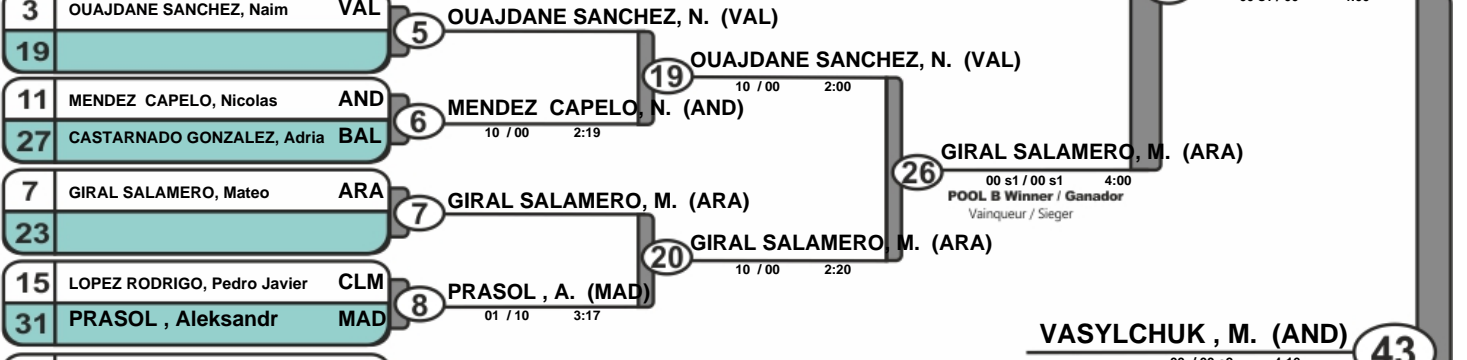 3 OUAJDANE SANCHEZ, Naim VAL
19
5
OUAJDANE SANCHEZ, N. (VAL)
11 MENDEZ CAPELO, Nicolas AND
27 CASTARNADO GONZALEZ, Adria BAL
6
MENDEZ CAPELO, N. (AND)
10 / 00 2:19
19
OUAJDANE SANCHEZ, N. (VAL)
10 / 00 2:00
7 GIRAL SALAMERO, Mateo ARA
23
7
GIRAL SALAMERO, M. (ARA)
15 LOPEZ RODRIGO, Pedro Javier CLM
31 PRASOL , Aleksandr MAD
8
PRASOL , A. (MAD)
01 / 10 3:17
20
GIRAL SALAMERO, M. (ARA)
10 / 00 2:20
26
GIRAL SALAMERO, M. (ARA)
00 s1 / 00 s1 4:00
POOL B Winner / Ganador
Vainqueur / Sieger
VASYLCHUK , M. (AND)
43